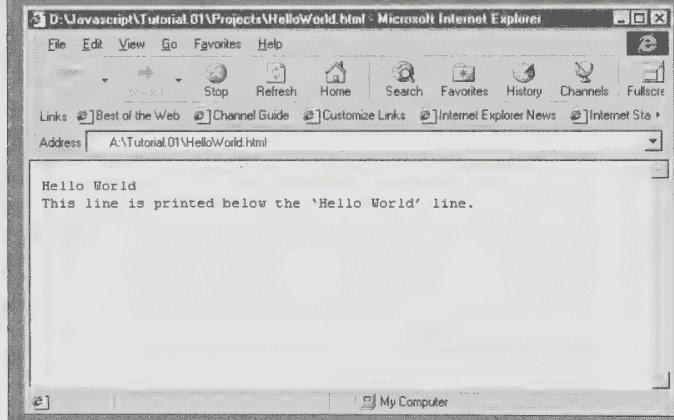 D:\Javascript\Tutorial.01\Projects\HelloWorld.html - Microsoft Internet Explorer
File Edit View Go Favorites Help
Stop Refresh Home Search Favorites History Channels Fullscre
Links Best of the Web Channel Guide Customize Links Internet Explorer News Internet Sta
Address A:\Tutorial.01\HelloWorld.html
Hello World
This line is printed below the ‘Hello World’ line.
My Computer